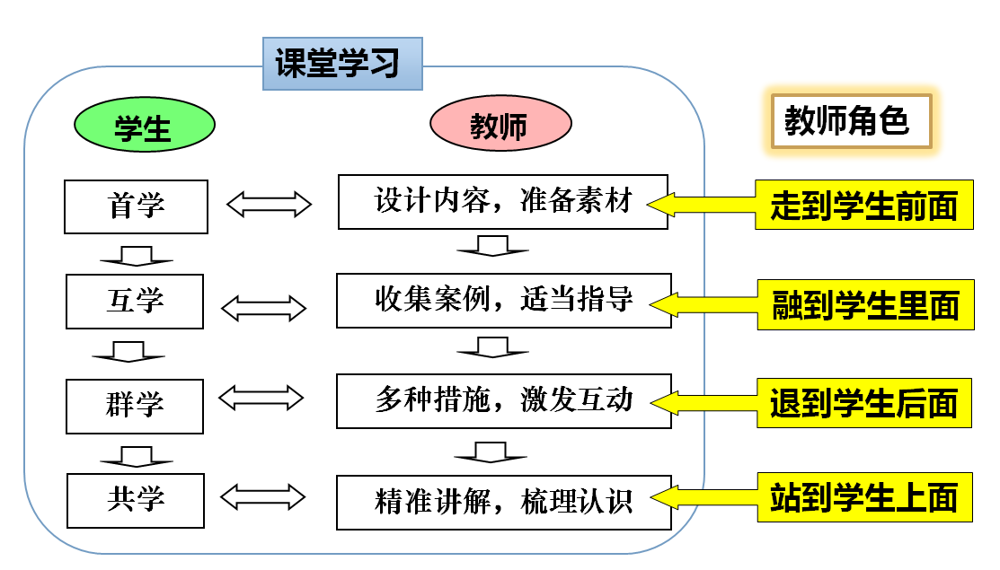 课堂学习
学生
教师
教师角色
首学
设计内容，准备素材
走到学生前面
互学
收集案例，适当指导
融到学生里面
群学
多种措施，激发互动
退到学生后面
共学
精准讲解，梳理认识
站到学生上面